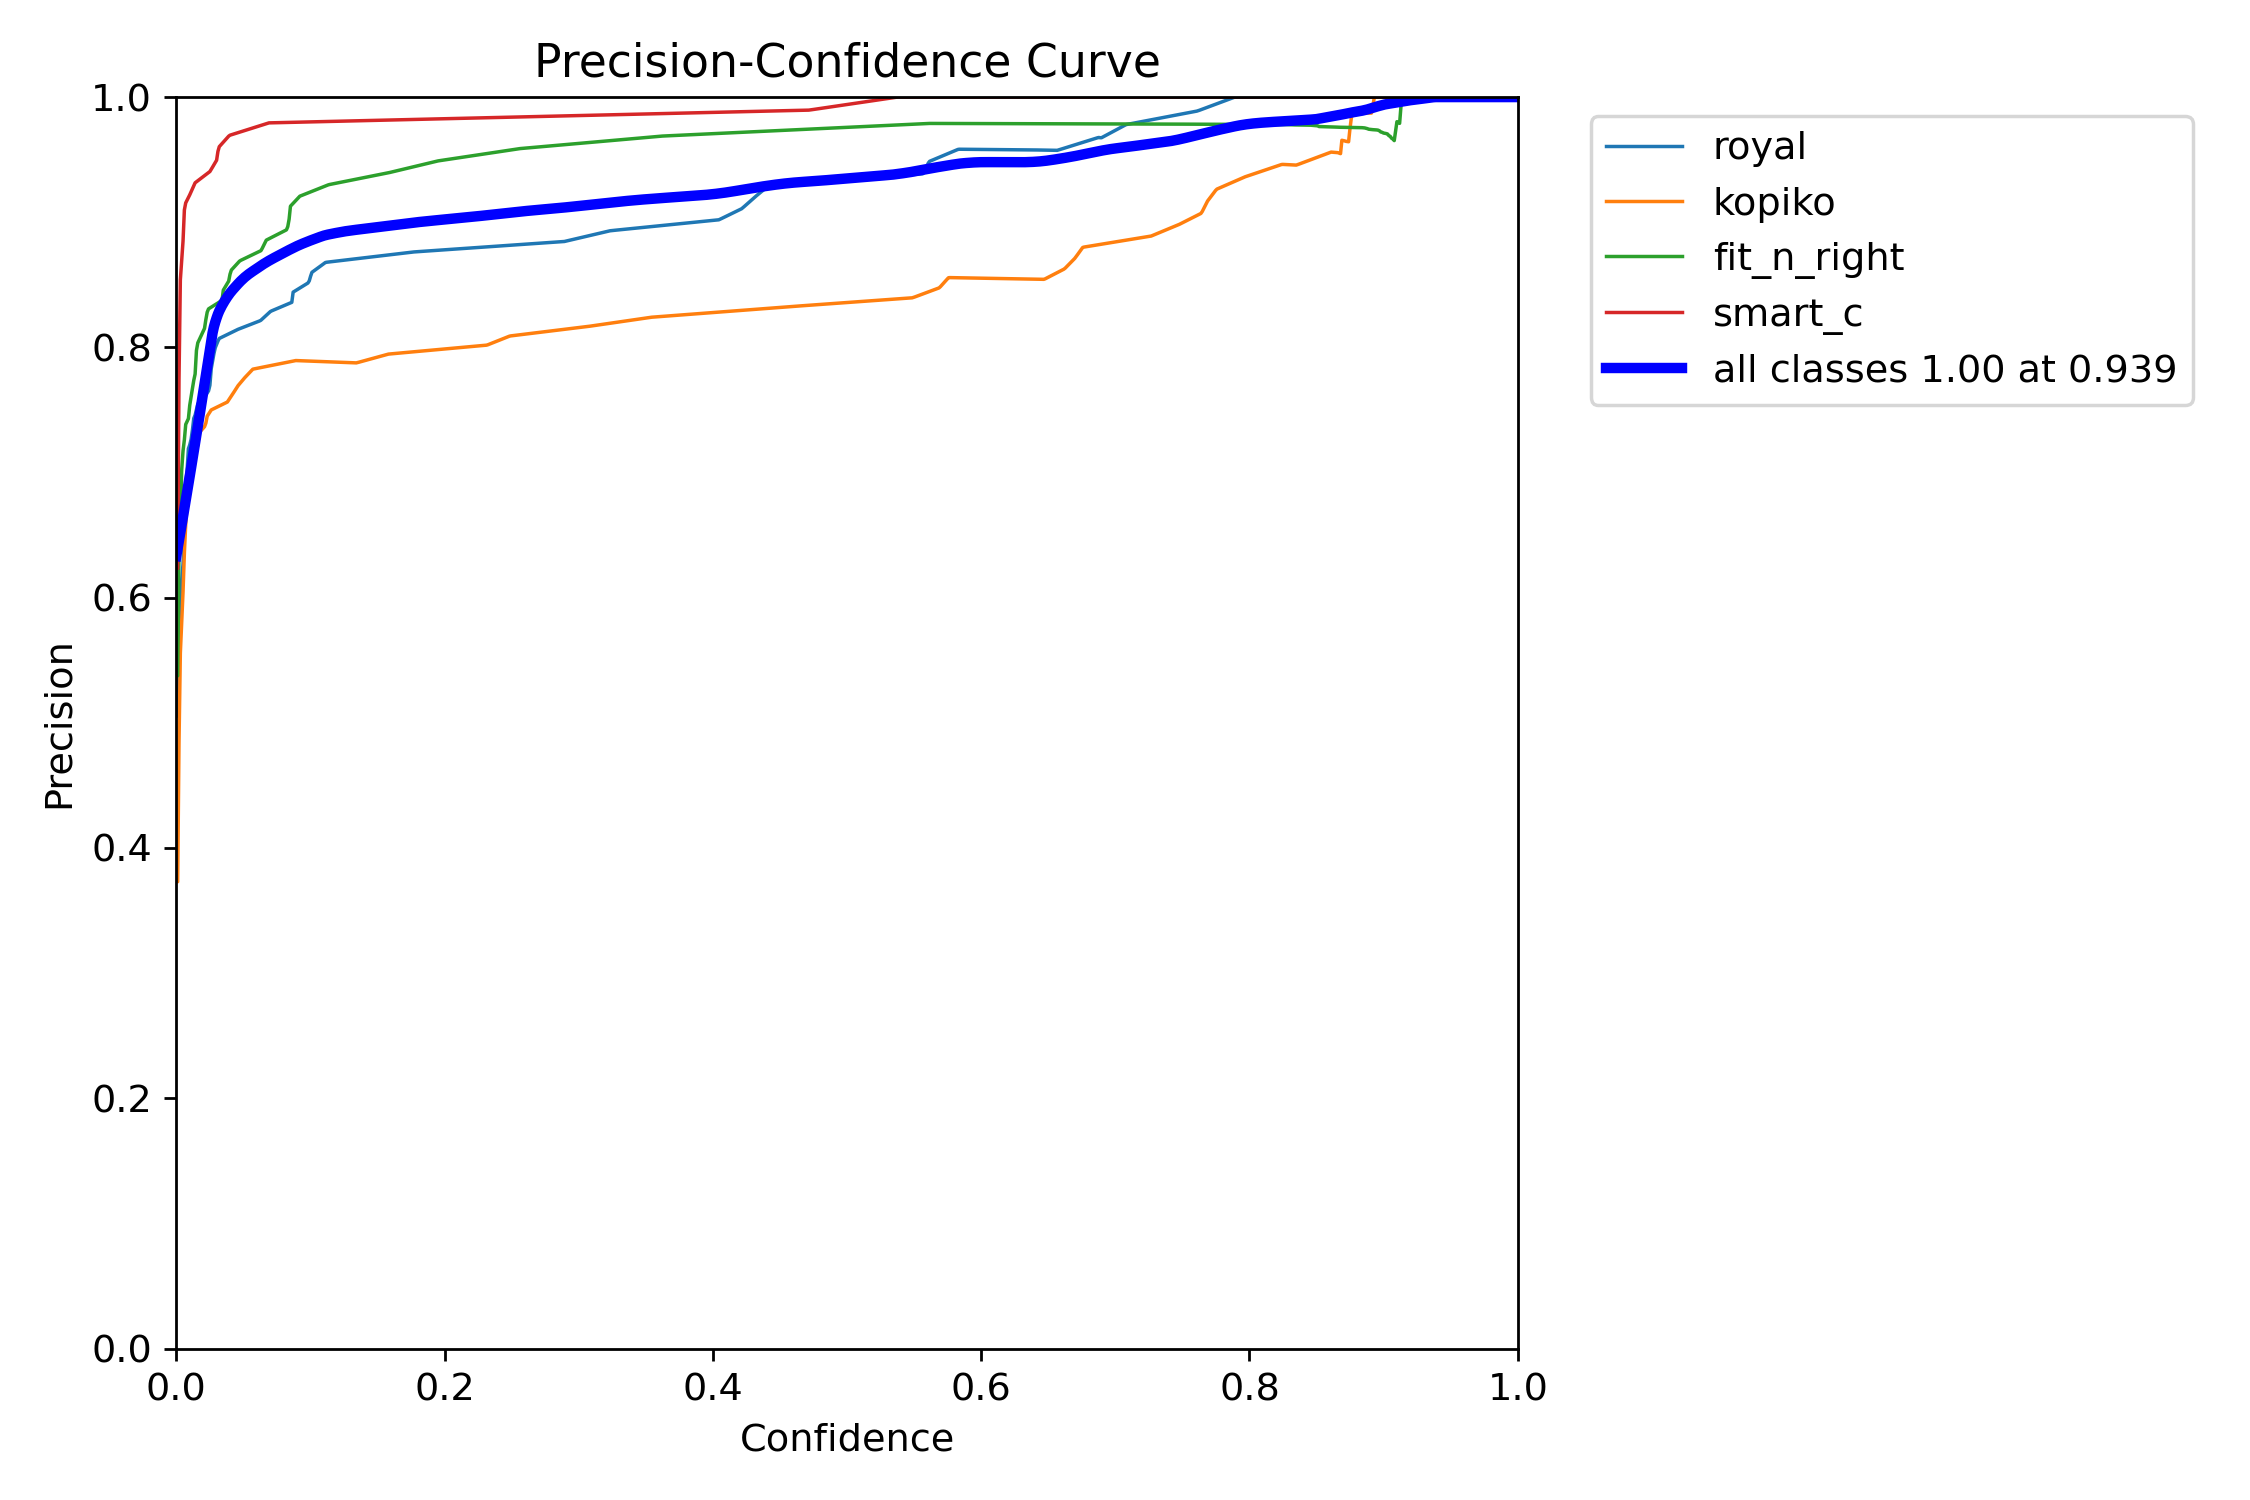 Precision-Confidence Curve
1.0
0.8
0.6
0.4
0.2
0.0
Precision
0.0 0.2 0.4 0.6 0.8 1.0
Confidence
royal
kopiko
fit_n_right
smart_c
all classes 1.00 at 0.939